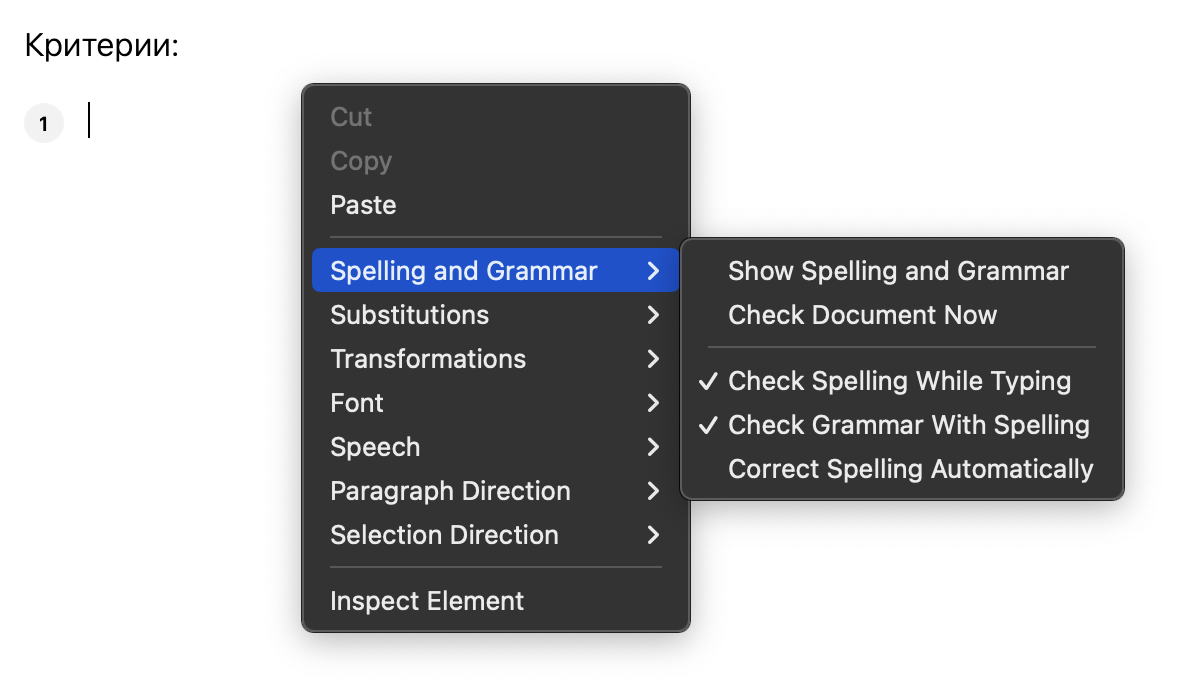 Критерии:
1
Cut
Copy
Paste
Spelling and Grammar
Substitutions
Transformations
Font
Speech
Paragraph Direction
Selection Direction
Inspect Element
Show Spelling and Grammar
Check Document Now
Check Spelling While Typing
Check Grammar With Spelling
Correct Spelling Automatically